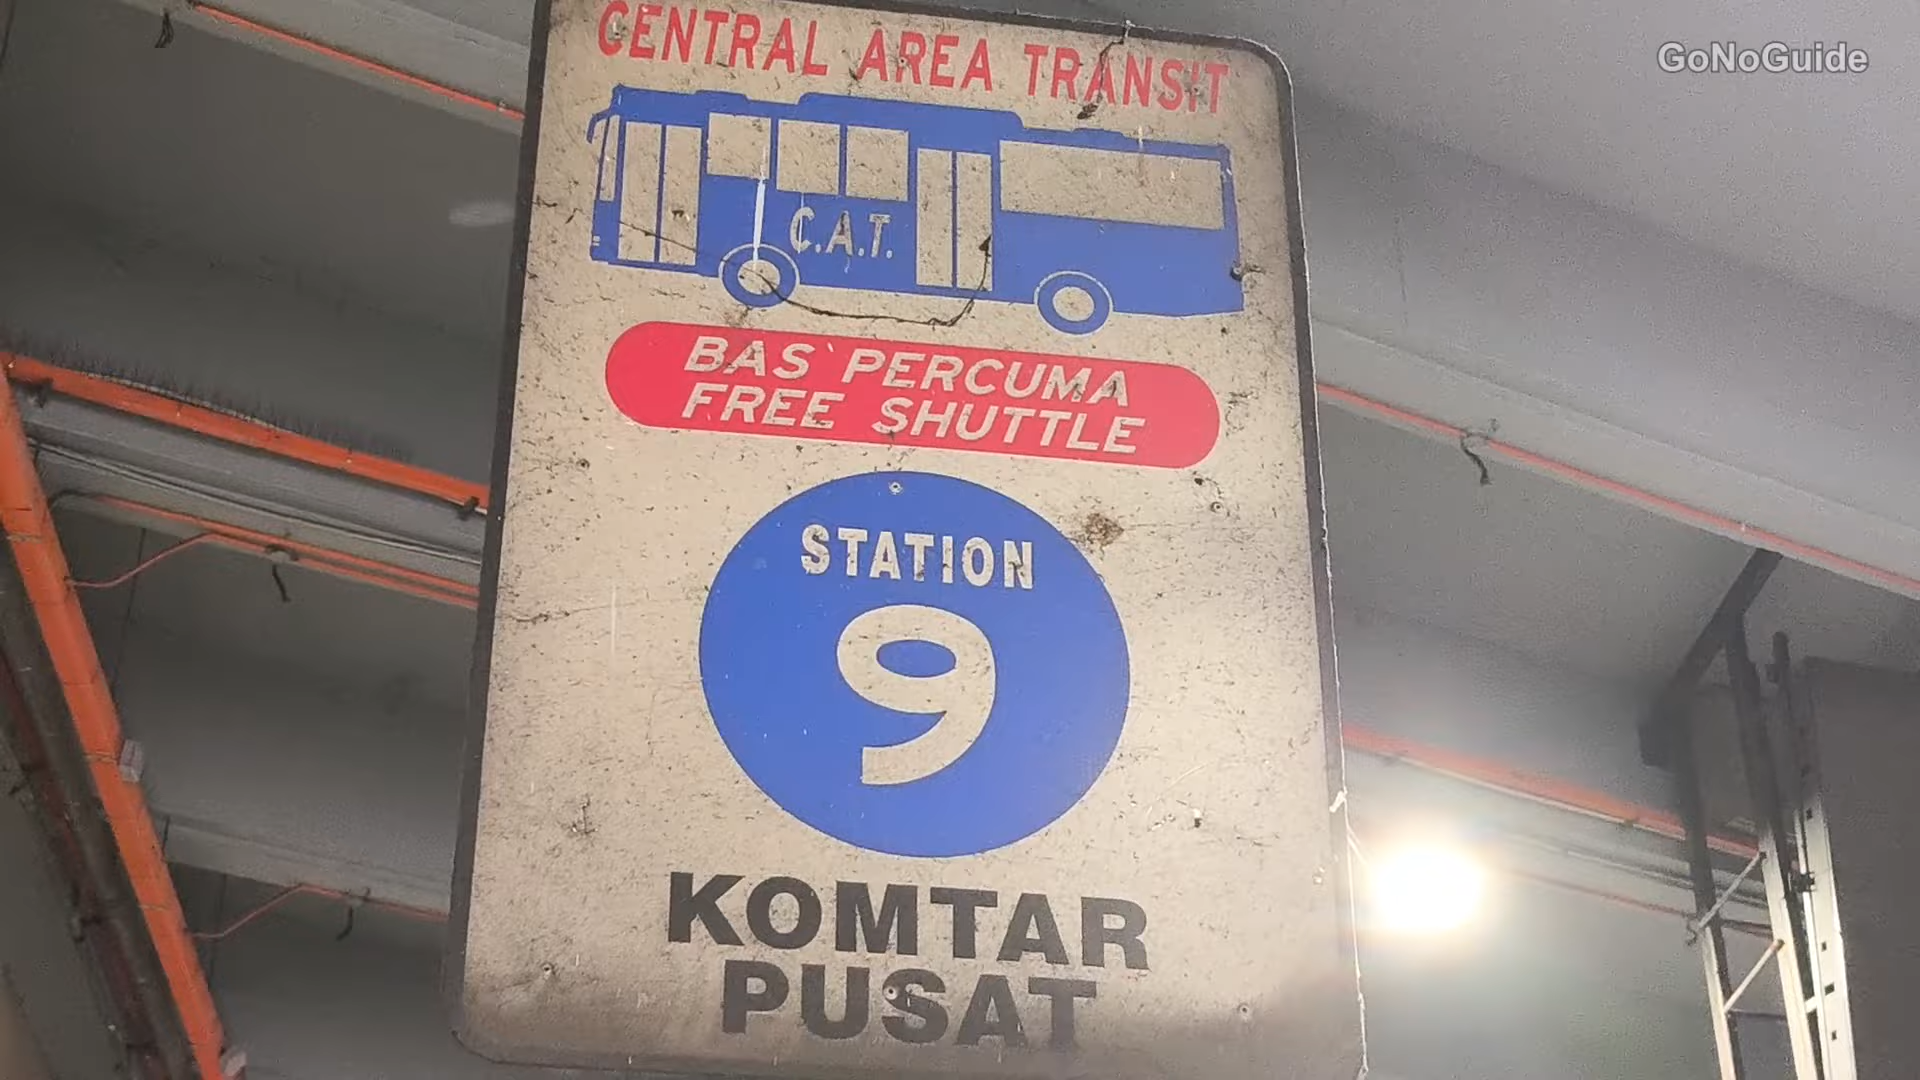 GoNoGuide
CENTRAL AREA TRANSIT
C.A.T.
BAS PERCUMA
FREE SHUTTLE
STATION
9
KOMTAR
PUSAT